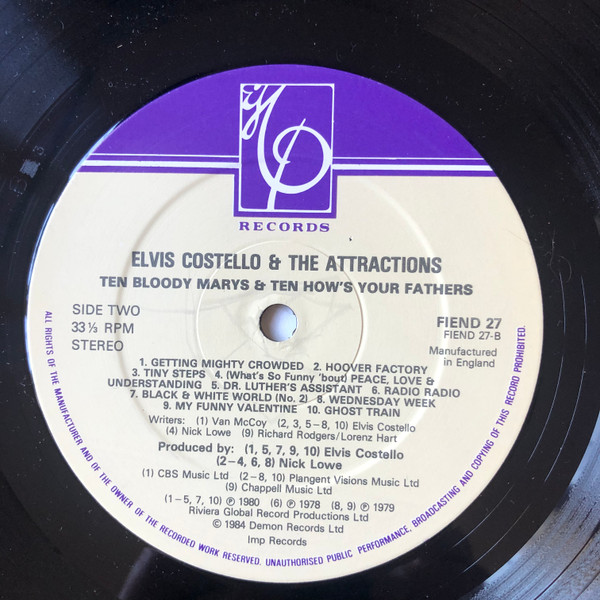 imp
RECORDS
ELVIS COSTELLO & THE ATTRACTIONS
TEN BLOODY MARYS & TEN HOW'S YOUR FATHERS
SIDE TWO
33⅓ RPM
STEREO
FIEND 27
FIEND 27-B
Manufactured
in England
1. GETTING MIGHTY CROWDED 2. HOOVER FACTORY
3. TINY STEPS 4. (What's So Funny 'bout) PEACE, LOVE &
UNDERSTANDING 5. DR. LUTHER'S ASSISTANT 6. RADIO RADIO
7. BLACK & WHITE WORLD (No. 2) 8. WEDNESDAY WEEK
9. MY FUNNY VALENTINE 10. GHOST TRAIN
Writers: (1) Van McCoy (2, 3, 5-8, 10) Elvis Costello
(4) Nick Lowe (9) Richard Rodgers/Lorenz Hart
Produced by: (1, 5, 7, 9, 10) Elvis Costello
(2-4, 6, 8) Nick Lowe
(1) CBS Music Ltd (2-8, 10) Plangent Visions Music Ltd
(9) Chappell Music Ltd
(1-5, 7, 10) ℗ 1980 (6) ℗ 1978 (8, 9) ℗ 1979
Riviera Global Record Productions Ltd
© 1984 Demon Records Ltd
Imp Records
ALL RIGHTS OF THE MANUFACTURER AND OF THE OWNER OF THE RECORDED WORK RESERVED. UNAUTHORISED PUBLIC PERFORMANCE, BROADCASTING AND COPYING OF THIS RECORD PROHIBITED.